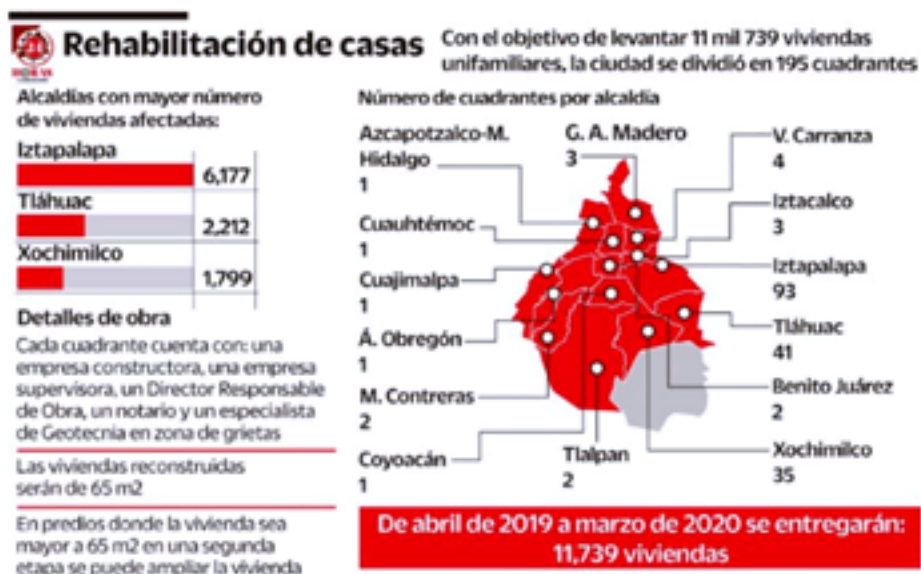 Rehabilitación de casas
Con el objetivo de levantar 11 mil 739 viviendas
unifamiliares, la ciudad se dividió en 195 cuadrantes
Alcaldías con mayor número
de viviendas afectadas:
Iztapalapa
6,177
Tláhuac
2,212
Xochimilco
1,799
Detalles de obra
Cada cuadrante cuenta con: una
empresa constructora, una empresa
supervisora, un Director Responsable
de Obra, un notario y un especialista
de Geotecnia en zona de grietas
Las viviendas reconstruidas
serán de 65 m2
En predios donde la vivienda sea
mayor a 65 m2 en una segunda
etapa se puede ampliar la vivienda
Número de cuadrantes por alcaldía
Azcapotzalco-M.
Hidalgo
1
Cuauhtémoc
1
Cuajimalpa
1
Á. Obregón
1
M. Contreras
2
Coyoacán
1
G. A. Madero
3
Tlalpan
2
V. Carranza
4
Iztacalco
3
Iztapalapa
93
Tláhuac
41
Benito Juárez
2
Xochimilco
35
De abril de 2019 a marzo de 2020 se entregarán:
11,739 viviendas